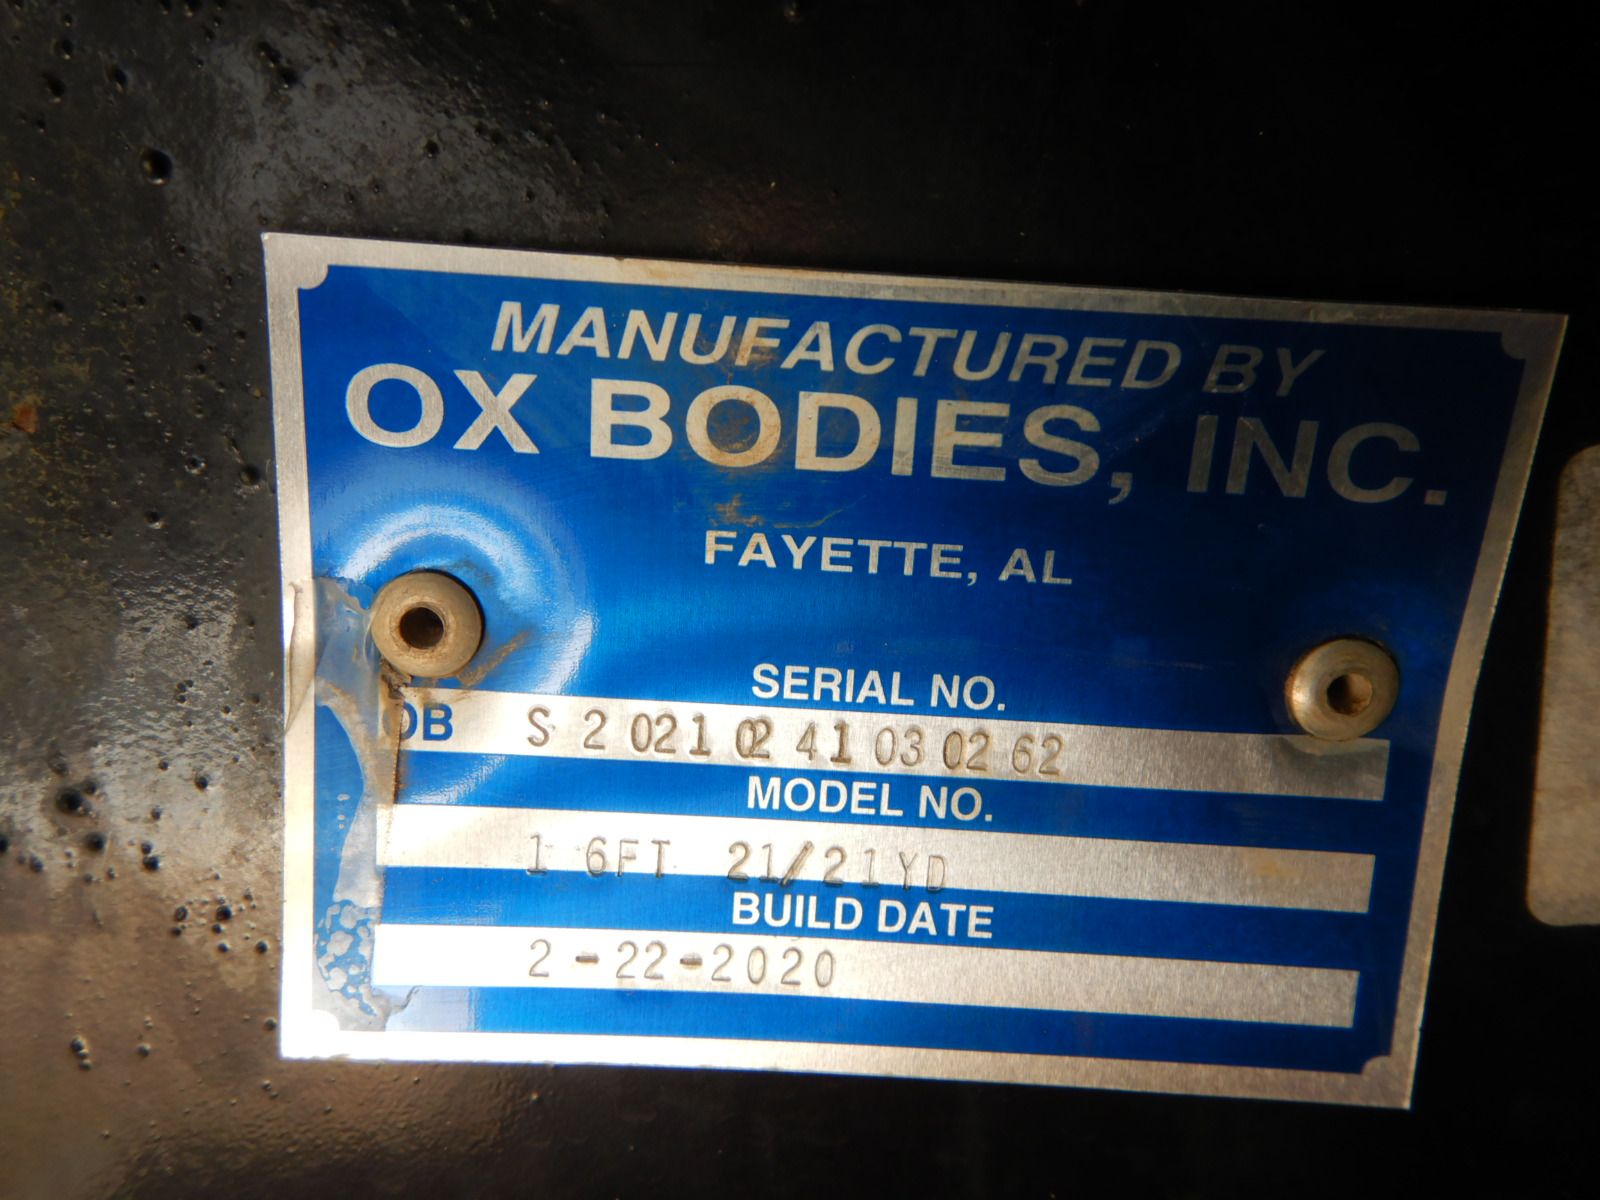 MANUFACTURED BY
OX BODIES, INC.
FAYETTE, AL
SERIAL NO.
OB S 2 021 02 41 03 02 62
MODEL NO.
1 6FT 21/21YD
BUILD DATE
2-22-2020